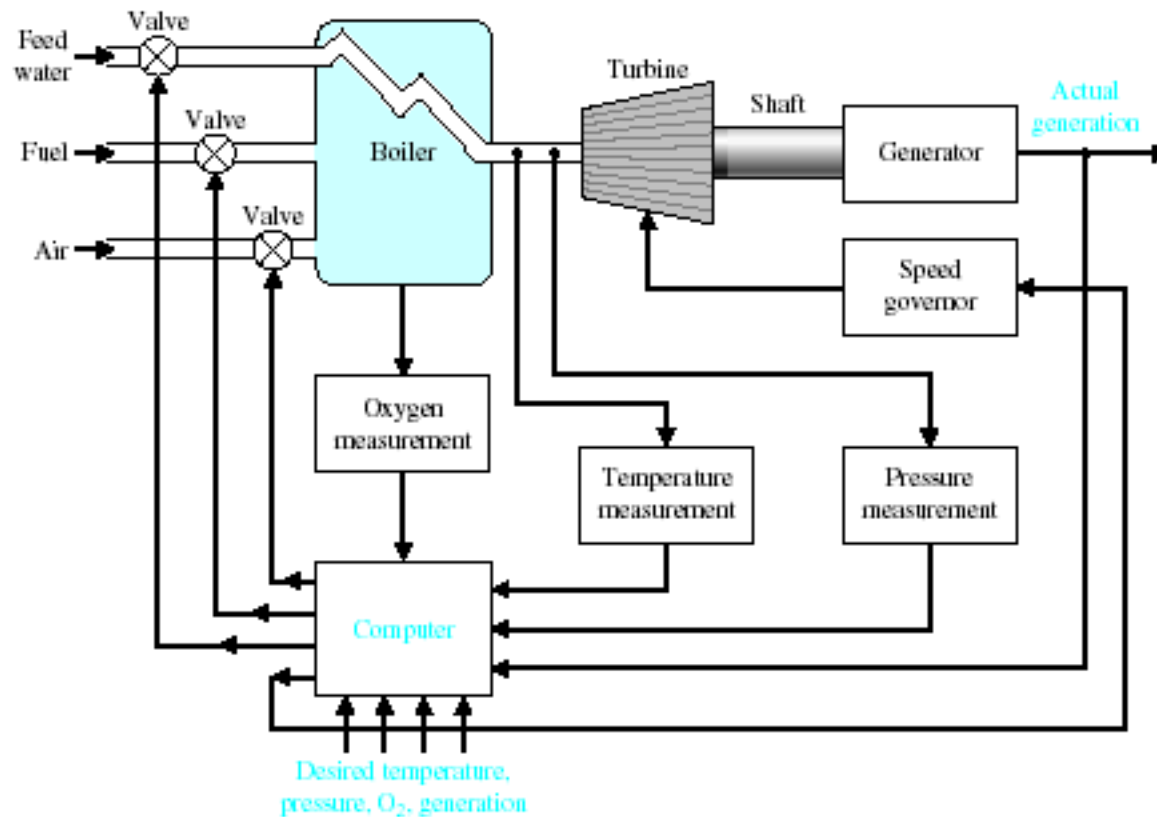 Valve
Feed
water
Turbine
Shaft
Actual
generation
Valve
Fuel
Boiler
Generator
Valve
Air
Speed
governor
Oxygen
measurement
Temperature
measurement
Pressure
measurement
Computer
Desired temperature,
pressure, O₂, generation